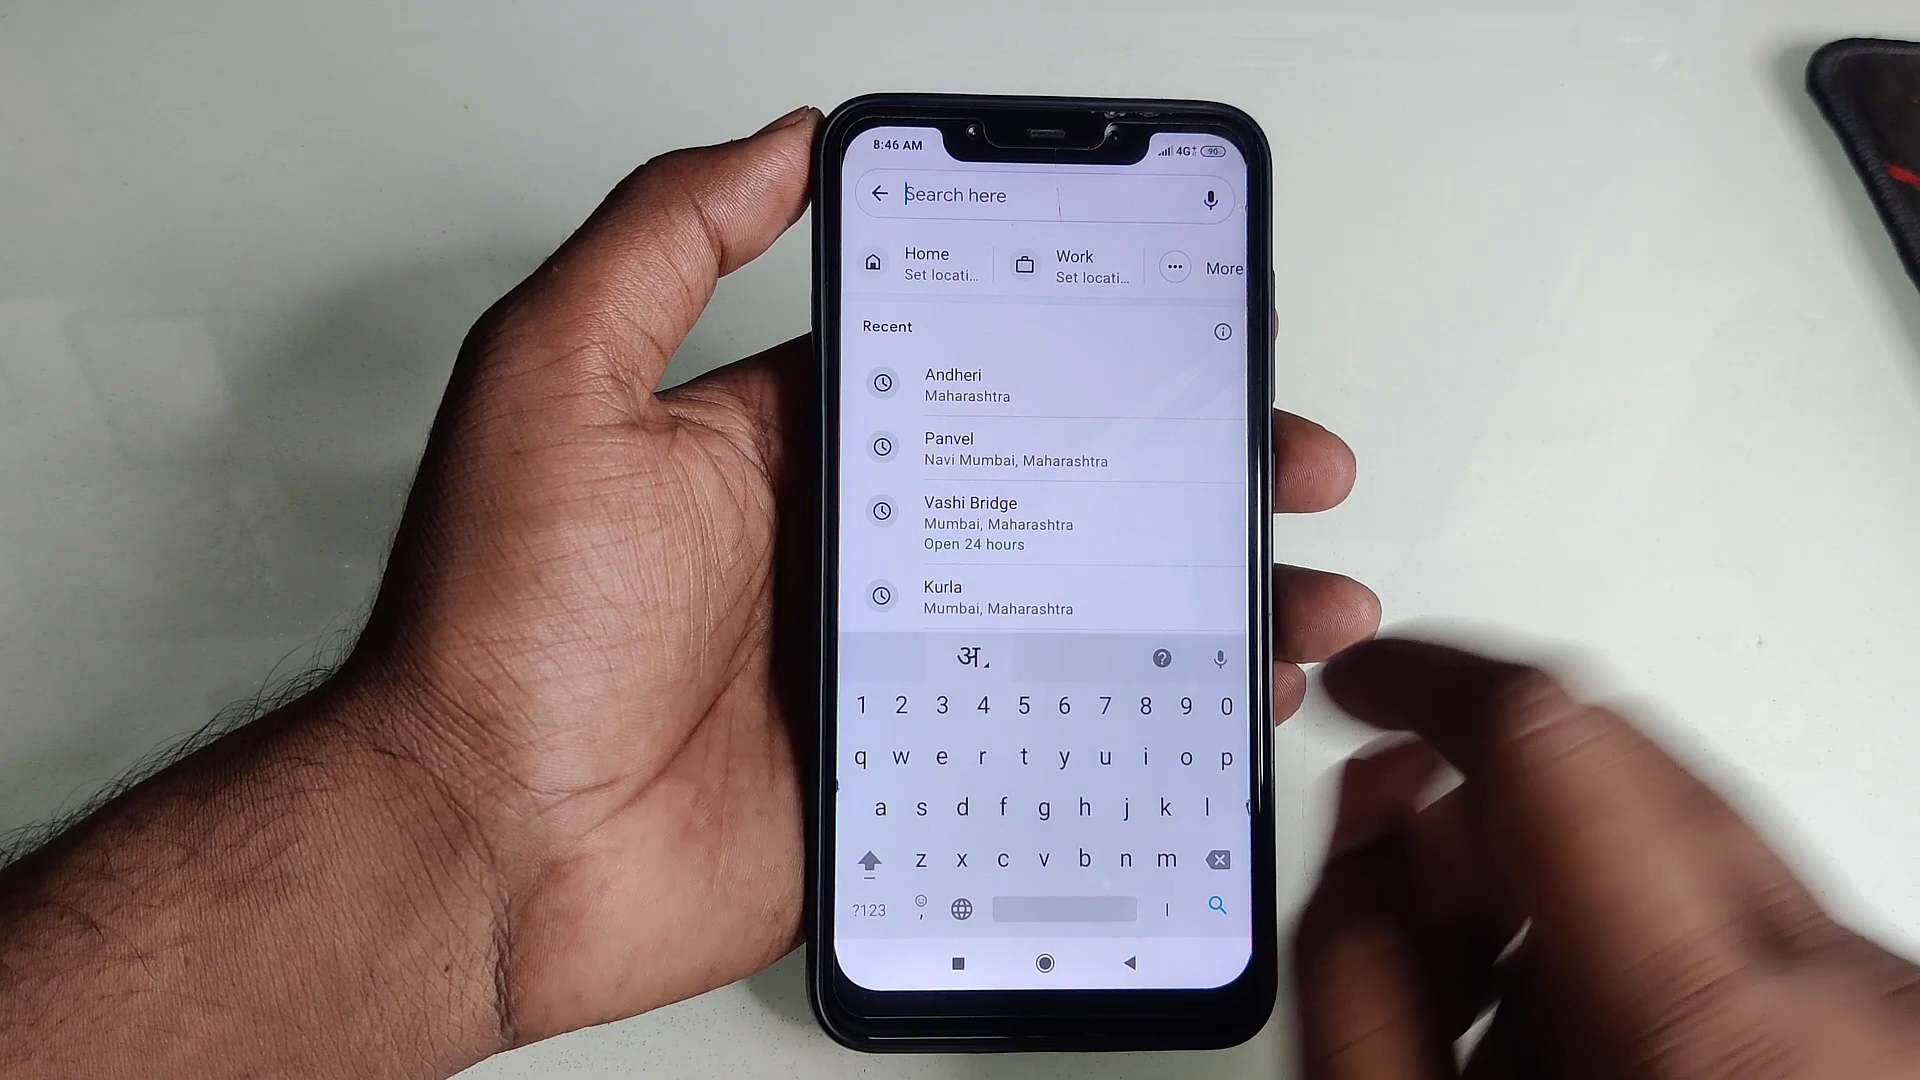 8:46 AM
4G+
90
Search here
Home
Set locati...
Work
Set locati...
More
Recent
Andheri
Maharashtra
Panvel
Navi Mumbai, Maharashtra
Vashi Bridge
Mumbai, Maharashtra
Open 24 hours
Kurla
Mumbai, Maharashtra
अ
1 2 3 4 5 6 7 8 9 0
q w e r t y u i o p
a s d f g h j k l
z x c v b n m
?123 , ।